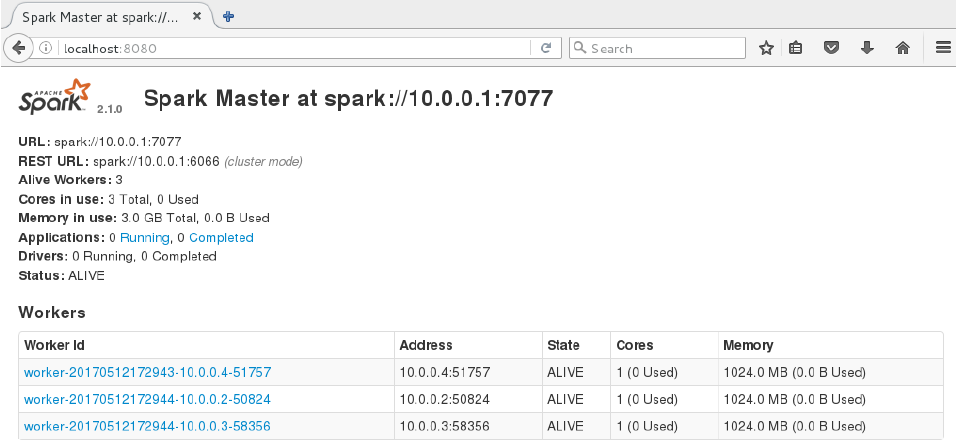 Spark Master at spark://...
localhost:8080
Search
APACHE
Spark 2.1.0 Spark Master at spark://10.0.0.1:7077
URL: spark://10.0.0.1:7077
REST URL: spark://10.0.0.1:6066 (cluster mode)
Alive Workers: 3
Cores in use: 3 Total, 0 Used
Memory in use: 3.0 GB Total, 0.0 B Used
Applications: 0 Running, 0 Completed
Drivers: 0 Running, 0 Completed
Status: ALIVE
Workers
Worker Id Address State Cores Memory
worker-20170512172943-10.0.0.4-51757 10.0.0.4:51757 ALIVE 1 (0 Used) 1024.0 MB (0.0 B Used)
worker-20170512172944-10.0.0.2-50824 10.0.0.2:50824 ALIVE 1 (0 Used) 1024.0 MB (0.0 B Used)
worker-20170512172944-10.0.0.3-58356 10.0.0.3:58356 ALIVE 1 (0 Used) 1024.0 MB (0.0 B Used)